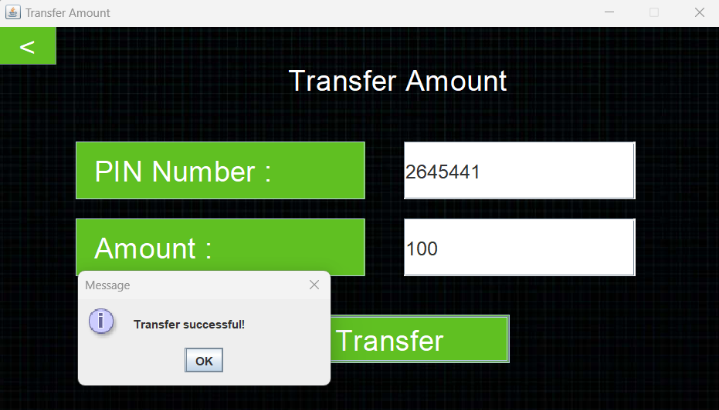 Transfer Amount
<
Transfer Amount
PIN Number :
2645441
Amount :
100
Message
Transfer successful!
OK
Transfer